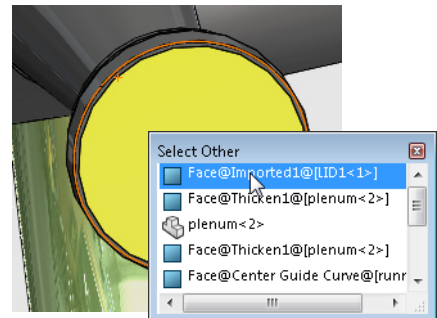 Select Other
Face@Imported1@[LID1<1>]
Face@Thicken1@[plenum<2>]
plenum<2>
Face@Thicken1@[plenum<2>]
Face@Center Guide Curve@[runr